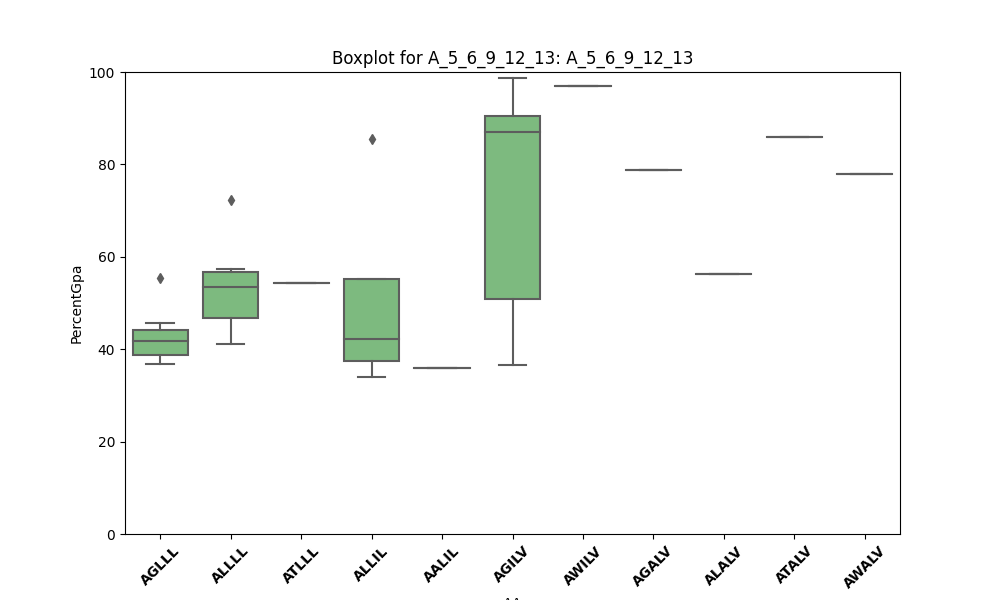 Boxplot for A_5_6_9_12_13: A_5_6_9_12_13
100
80
60
40
20
0
PercentGpa
AGLLL
ALLLL
ATLLL
ALLIL
AALIL
AGILV
AWILV
AGALV
ALALV
ATALV
AWALV